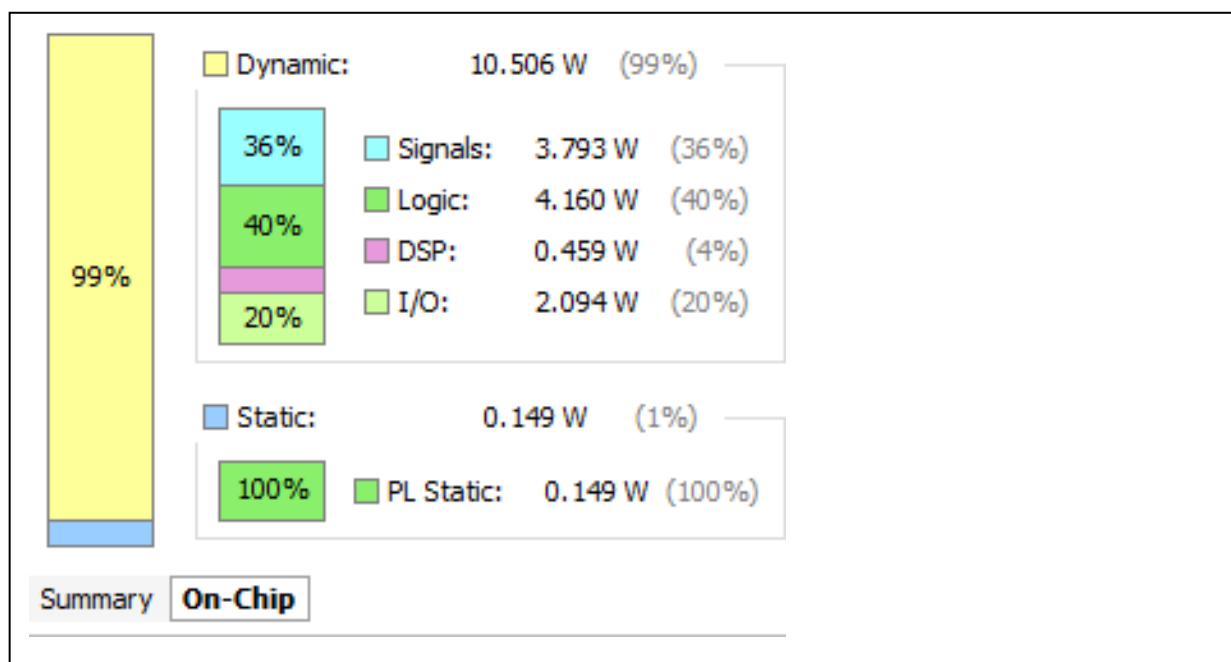 Dynamic: 10.506 W (99%)
36% Signals: 3.793 W (36%)
Logic: 4.160 W (40%)
40%
DSP: 0.459 W (4%)
99%
I/O: 2.094 W (20%)
20%
Static: 0.149 W (1%)
100% PL Static: 0.149 W (100%)
Summary On-Chip